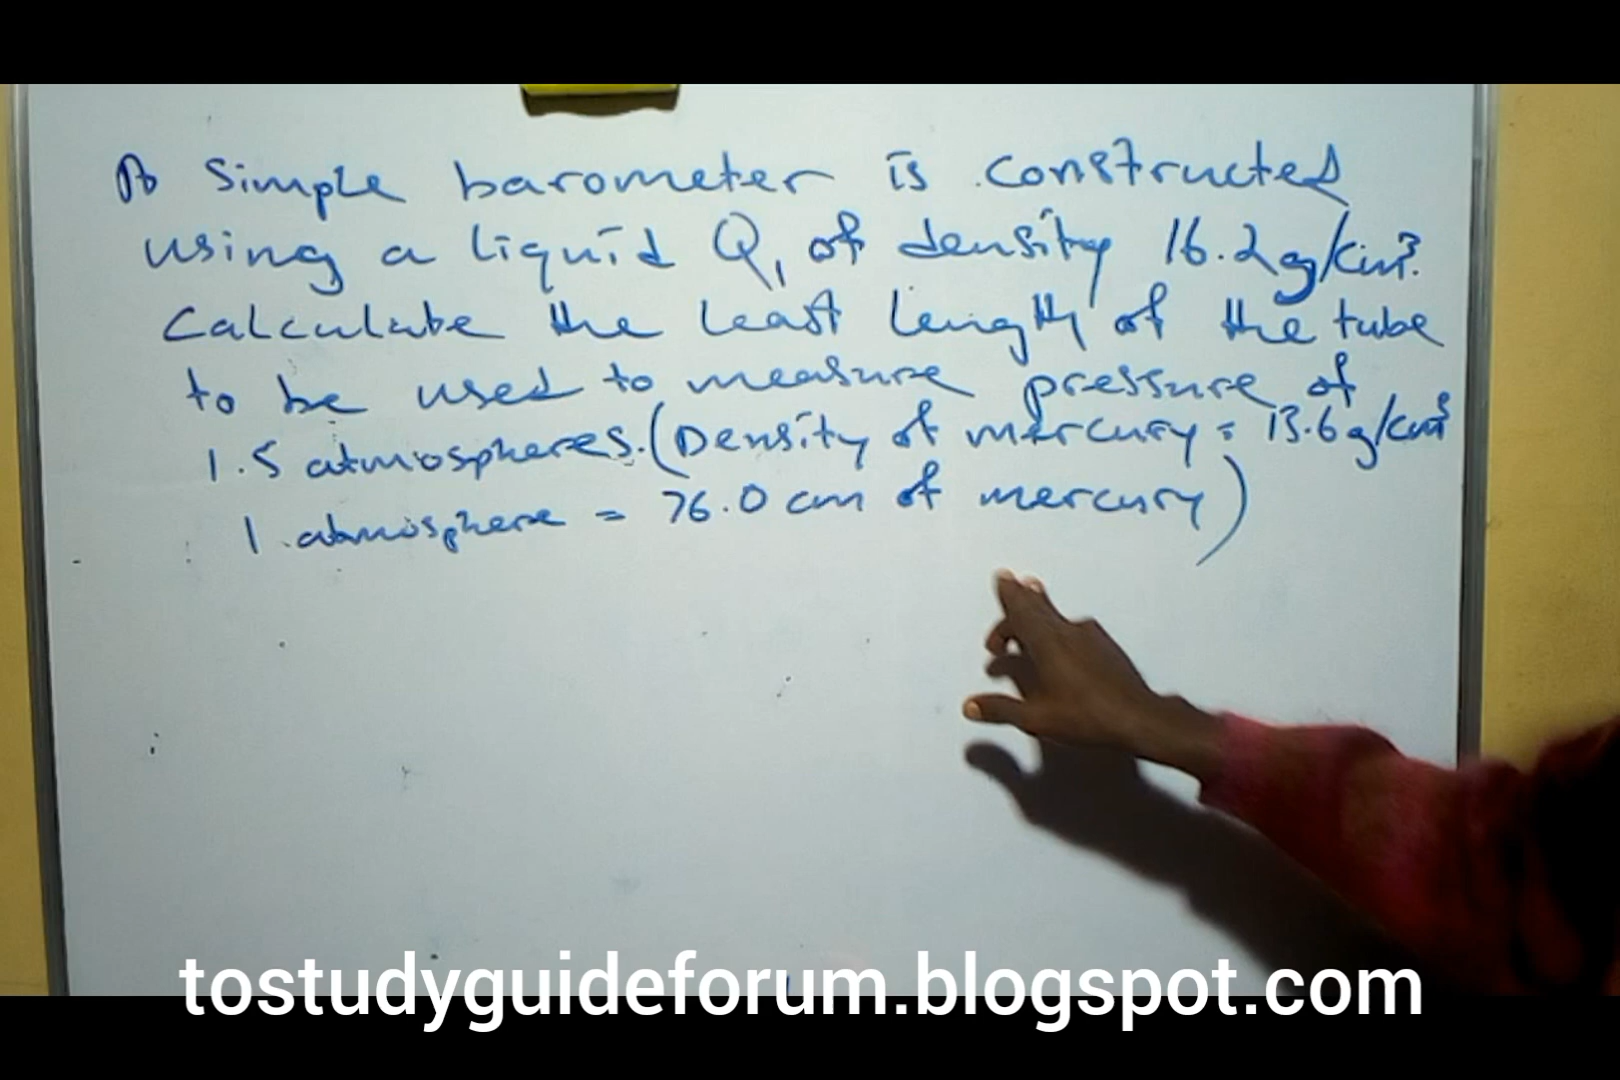 A simple barometer is constructed
using a liquid Q, of density 16.2g/cm³.
Calculate the least length of the tube
to be used to measure pressure of
1.5 atmospheres. (Density of mercury = 13.6g/cm³
1 atmosphere = 76.0 cm of mercury)
tostudyguideforum.blogspot.com